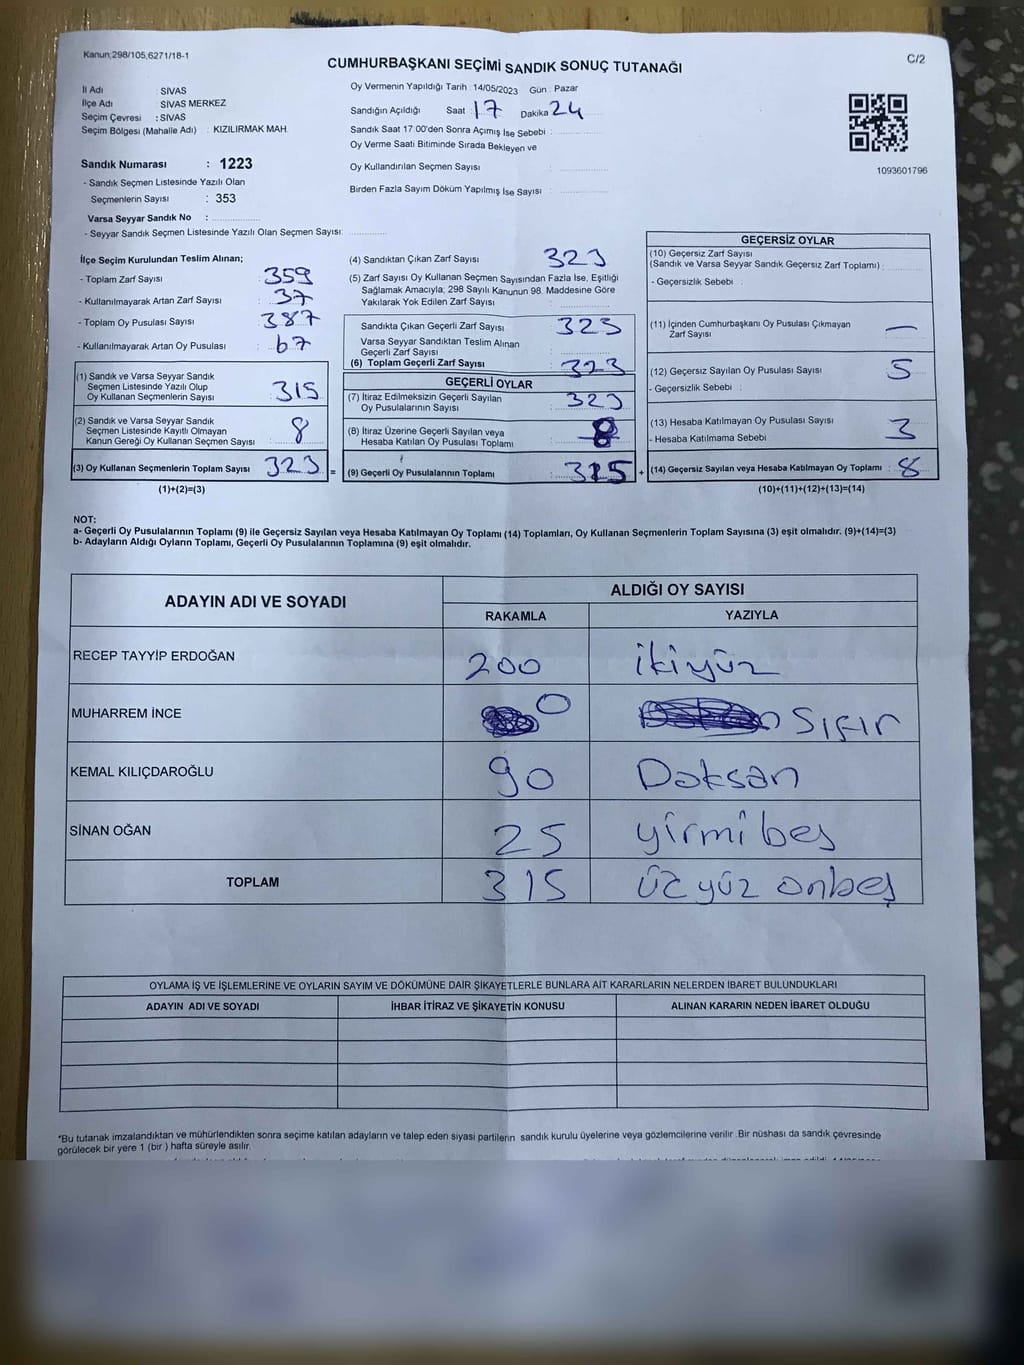 Kanun;298/105,6271/18-1
C/2
CUMHURBAŞKANI SEÇİMİ SANDIK SONUÇ TUTANAĞI
İl Adı : SİVAS
İlçe Adı : SİVAS MERKEZ
Seçim Çevresi : SİVAS
Seçim Bölgesi (Mahalle Adı) : KIZILIRMAK MAH.
Oy Vermenin Yapıldığı Tarih : 14/05/2023 Gün : Pazar
Sandığın Açıldığı Saat : 17 Dakika : 24
Sandık Saat 17:00'den Sonra Açımış İse Sebebi :
Oy Verme Saati Bitiminde Sırada Bekleyen ve
Oy Kullandırılan Seçmen Sayısı :
Birden Fazla Sayım Döküm Yapılmış İse Sayısı :
1093601796
Sandık Numarası : 1223
- Sandık Seçmen Listesinde Yazılı Olan
Seçmenlerin Sayısı : 353
Varsa Seyyar Sandık No :
- Seyyar Sandık Seçmen Listesinde Yazılı Olan Seçmen Sayısı:
İlçe Seçim Kurulundan Teslim Alınan;
- Toplam Zarf Sayısı : 359
- Kullanılmayarak Artan Zarf Sayısı : 37
- Toplam Oy Pusulası Sayısı : 387
- Kullanılmayarak Artan Oy Pusulası : 67
(1) Sandık ve Varsa Seyyar Sandık
Seçmen Listesinde Yazılı Olup
Oy Kullanan Seçmenlerin Sayısı : 315
(2) Sandık ve Varsa Seyyar Sandık
Seçmen Listesinde Kayıtlı Olmayan
Kanun Gereği Oy Kullanan Seçmen Sayısı : 8
(3) Oy Kullanan Seçmenlerin Toplam Sayısı : 323
(1)+(2)=(3)
(4) Sandıktan Çıkan Zarf Sayısı : 323
(5) Zarf Sayısı Oy Kullanan Seçmen Sayısından Fazla İse, Eşitliği
Sağlamak Amacıyla; 298 Sayılı Kanunun 98. Maddesine Göre
Yakılarak Yok Edilen Zarf Sayısı :
Sandıkta Çıkan Geçerli Zarf Sayısı : 323
Varsa Seyyar Sandıktan Teslim Alınan
Geçerli Zarf Sayısı :
(6) Toplam Geçerli Zarf Sayısı : 323
GEÇERLİ OYLAR
(7) İtiraz Edilmeksizin Geçerli Sayılan
Oy Pusulalarının Sayısı : 323
(8) İtiraz Üzerine Geçerli Sayılan veya
Hesaba Katılan Oy Pusulası Toplamı : 8
= (9) Geçerli Oy Pusulalarının Toplamı : 315 +
GEÇERSİZ OYLAR
(10) Geçersiz Zarf Sayısı
(Sandık ve Varsa Seyyar Sandık Geçersiz Zarf Toplamı) :
- Geçersizlik Sebebi :
(11) İçinden Cumhurbaşkanı Oy Pusulası Çıkmayan
Zarf Sayısı : —
(12) Geçersiz Sayılan Oy Pusulası Sayısı : 5
- Geçersizlik Sebebi :
(13) Hesaba Katılmayan Oy Pusulası Sayısı : 3
- Hesaba Katılmama Sebebi :
(14) Geçersiz Sayılan veya Hesaba Katılmayan Oy Toplamı : 8
(10)+(11)+(12)+(13)=(14)
NOT:
a- Geçerli Oy Pusulalarının Toplamı (9) ile Geçersiz Sayılan veya Hesaba Katılmayan Oy Toplamı (14) Toplamları, Oy Kullanan Seçmenlerin Toplam Sayısına (3) eşit olmalıdır. (9)+(14)=(3)
b- Adayların Aldığı Oyların Toplamı, Geçerli Oy Pusulalarının Toplamına (9) eşit olmalıdır.
ADAYIN ADI VE SOYADI
ALDIĞI OY SAYISI
RAKAMLA YAZIYLA
RECEP TAYYİP ERDOĞAN 200 ikiyüz
MUHARREM İNCE 0 Sıfır
KEMAL KILIÇDAROĞLU 90 Doksan
SİNAN OĞAN 25 yirmi beş
TOPLAM 315 üç yüz onbeş
OYLAMA İŞ VE İŞLEMLERİNE VE OYLARIN SAYIM VE DÖKÜMÜNE DAİR ŞİKAYETLERLE BUNLARA AİT KARARLARIN NELERDEN İBARET BULUNDUKLARI
ADAYIN ADI VE SOYADI İHBAR İTİRAZ VE ŞİKAYETİN KONUSU ALINAN KARARIN NEDEN İBARET OLDUĞU
*Bu tutanak imzalandıktan ve mühürlendikten sonra seçime katılan adayların ve talep eden siyasi partilerin sandık kurulu üyelerine veya gözlemcilerine verilir .Bir nüshası da sandık çevresinde
görülecek bir yere 1 (bir ) hafta süreyle asılır.